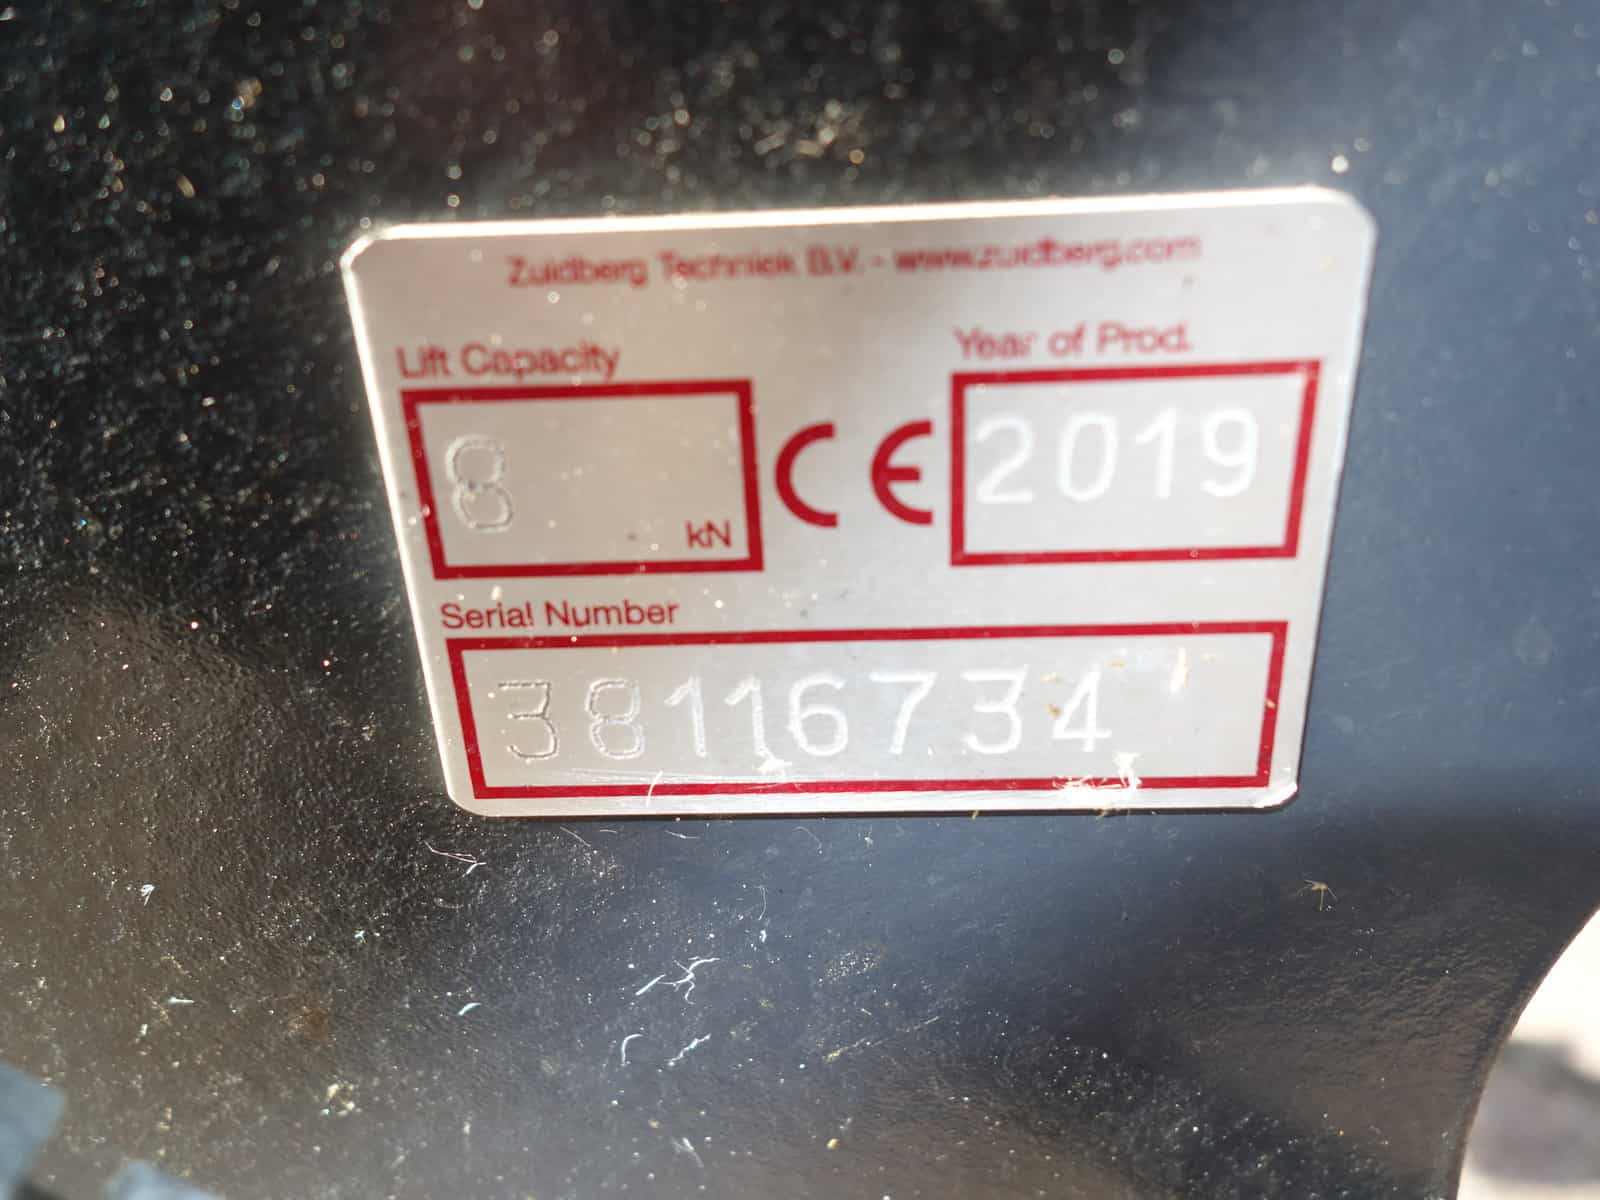 Zuidberg Techniek B.V. - www.zuidberg.com
Lift Capacity
Year of Prod.
8 kN
CE
2019
Serial Number
38116734